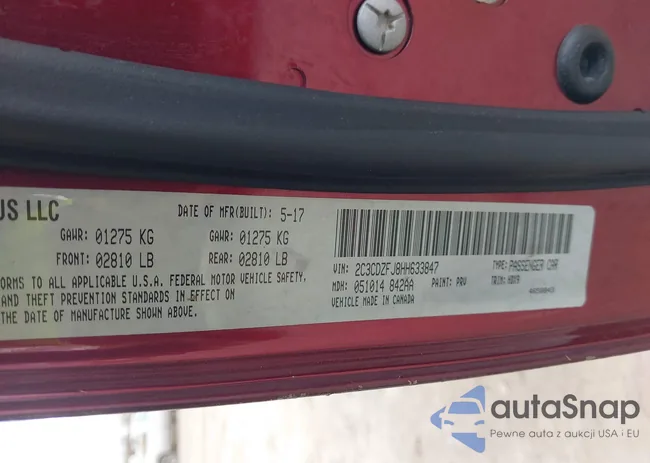 US LLC
DATE OF MFR(BUILT): 5-17
GAWR: 01275 KG GAWR: 01275 KG
FRONT: 02810 LB REAR: 02810 LB
FORMS TO ALL APPLICABLE U.S.A. FEDERAL MOTOR VEHICLE SAFETY,
AND THEFT PREVENTION STANDARDS IN EFFECT ON
THE DATE OF MANUFACTURE SHOWN ABOVE.
VIN: 2C3CDZFJ8HH633847 TYPE: PASSENGER CAR
MDH: 051014 842AA PAINT: PRV TRIM: HDX9
VEHICLE MADE IN CANADA
autaSnap
Pewne auta z aukcji USA i EU